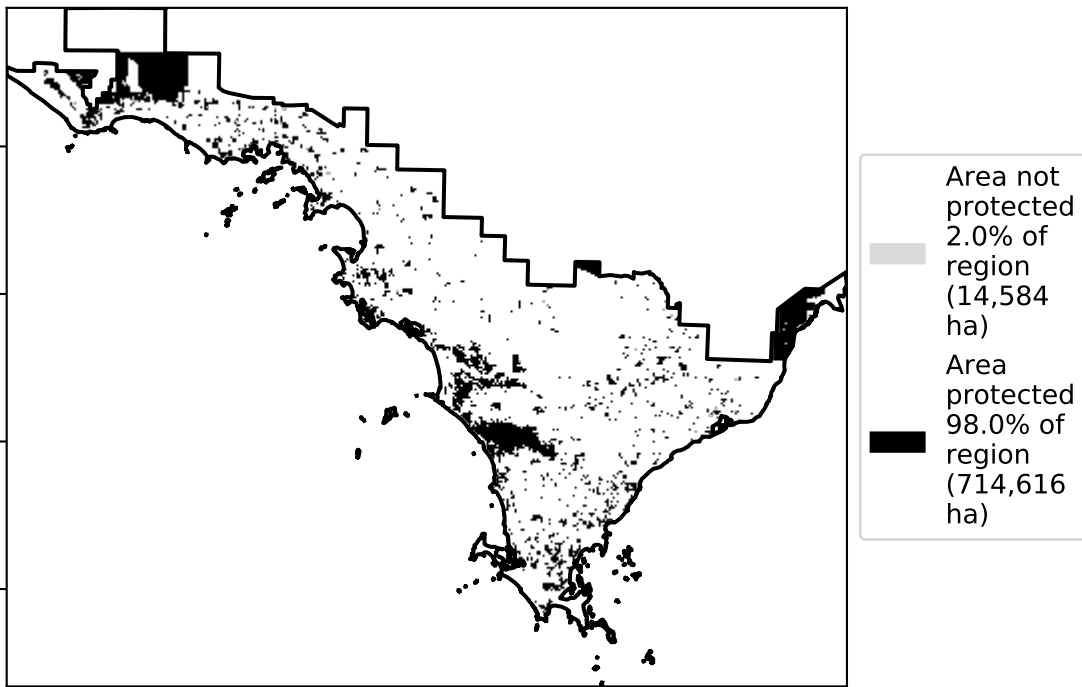 Area not
protected
2.0% of
region
(14,584
ha)
Area
protected
98.0% of
region
(714,616
ha)